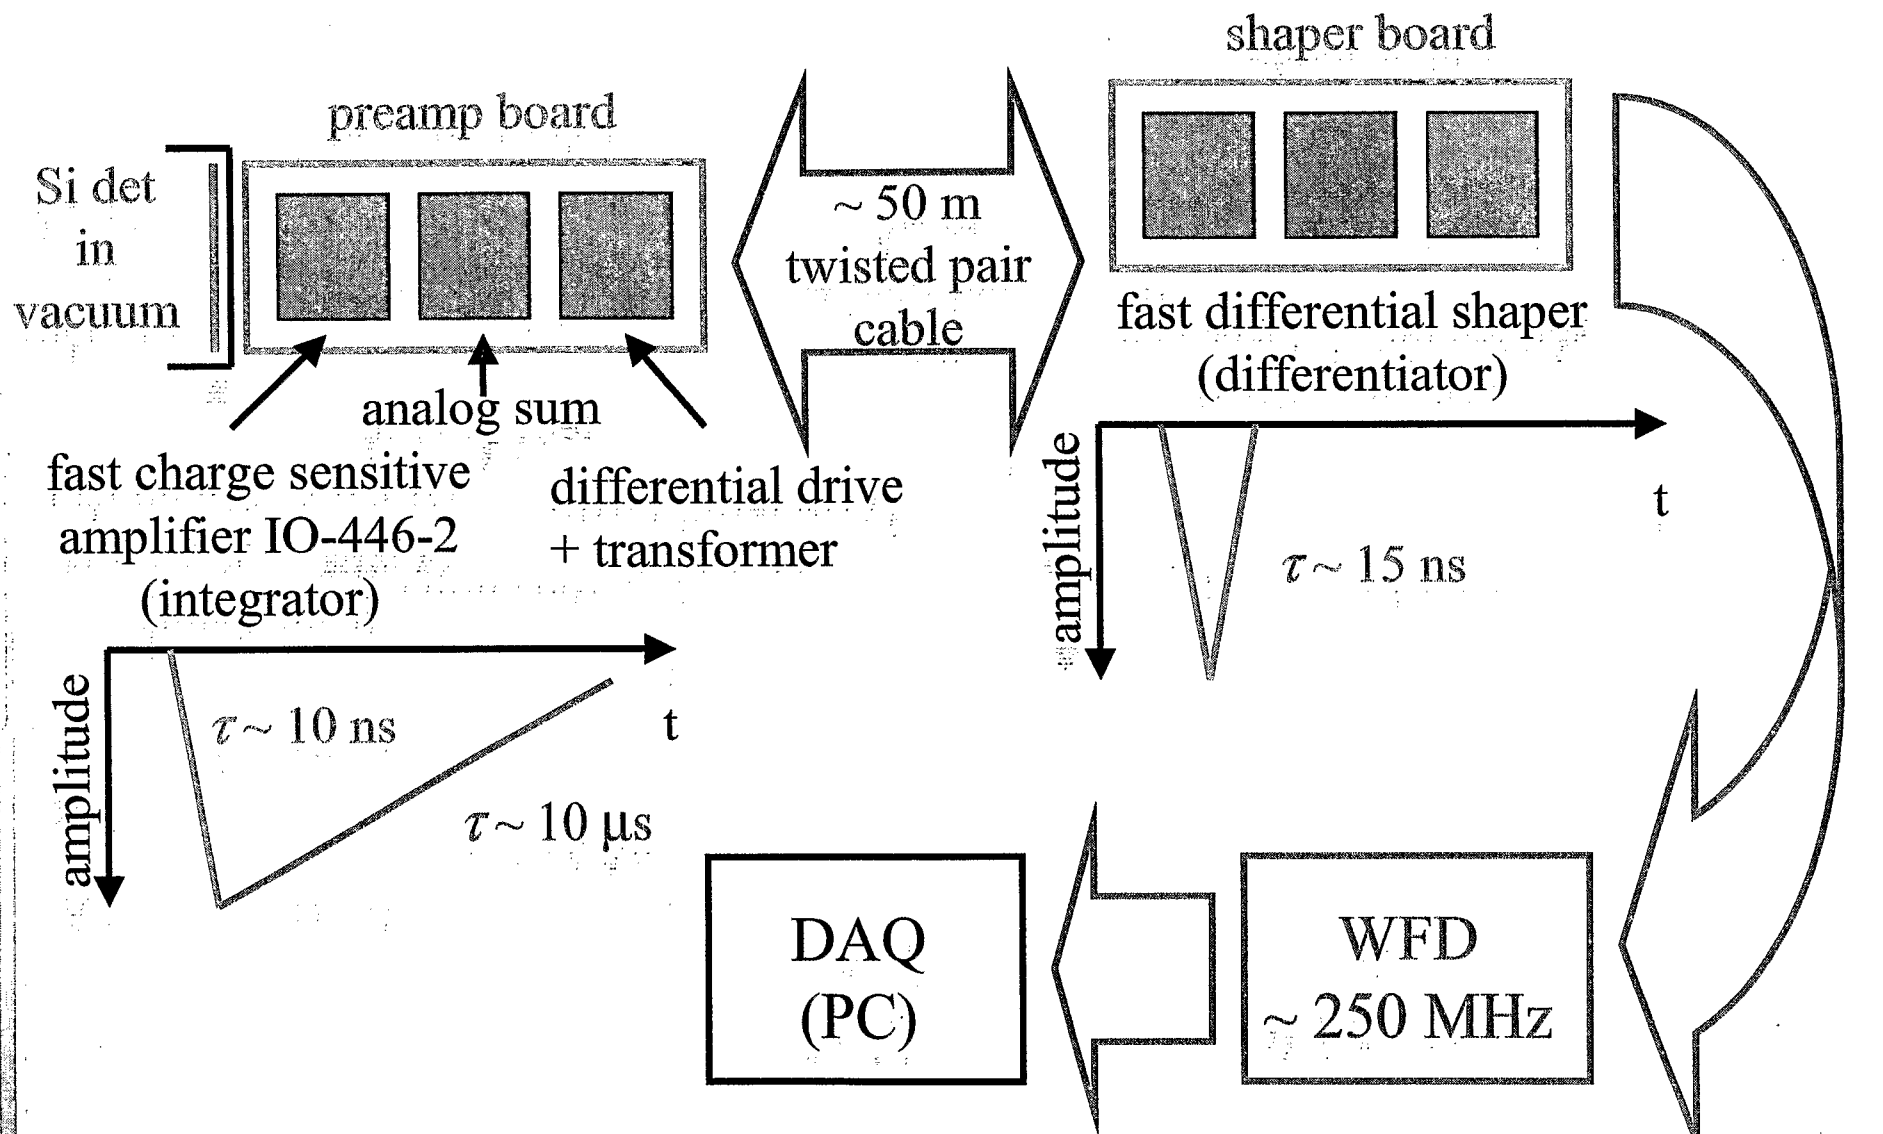 shaper board
preamp board
Si det
in
vacuum
~ 50 m
twisted pair
cable
fast differential shaper
(differentiator)
analog sum
fast charge sensitive
amplifier IO-446-2
(integrator)
differential drive
+ transformer
amplitude
t
τ ~ 15 ns
amplitude
τ ~ 10 ns
t
τ ~ 10 μs
DAQ
(PC)
WFD
~ 250 MHz